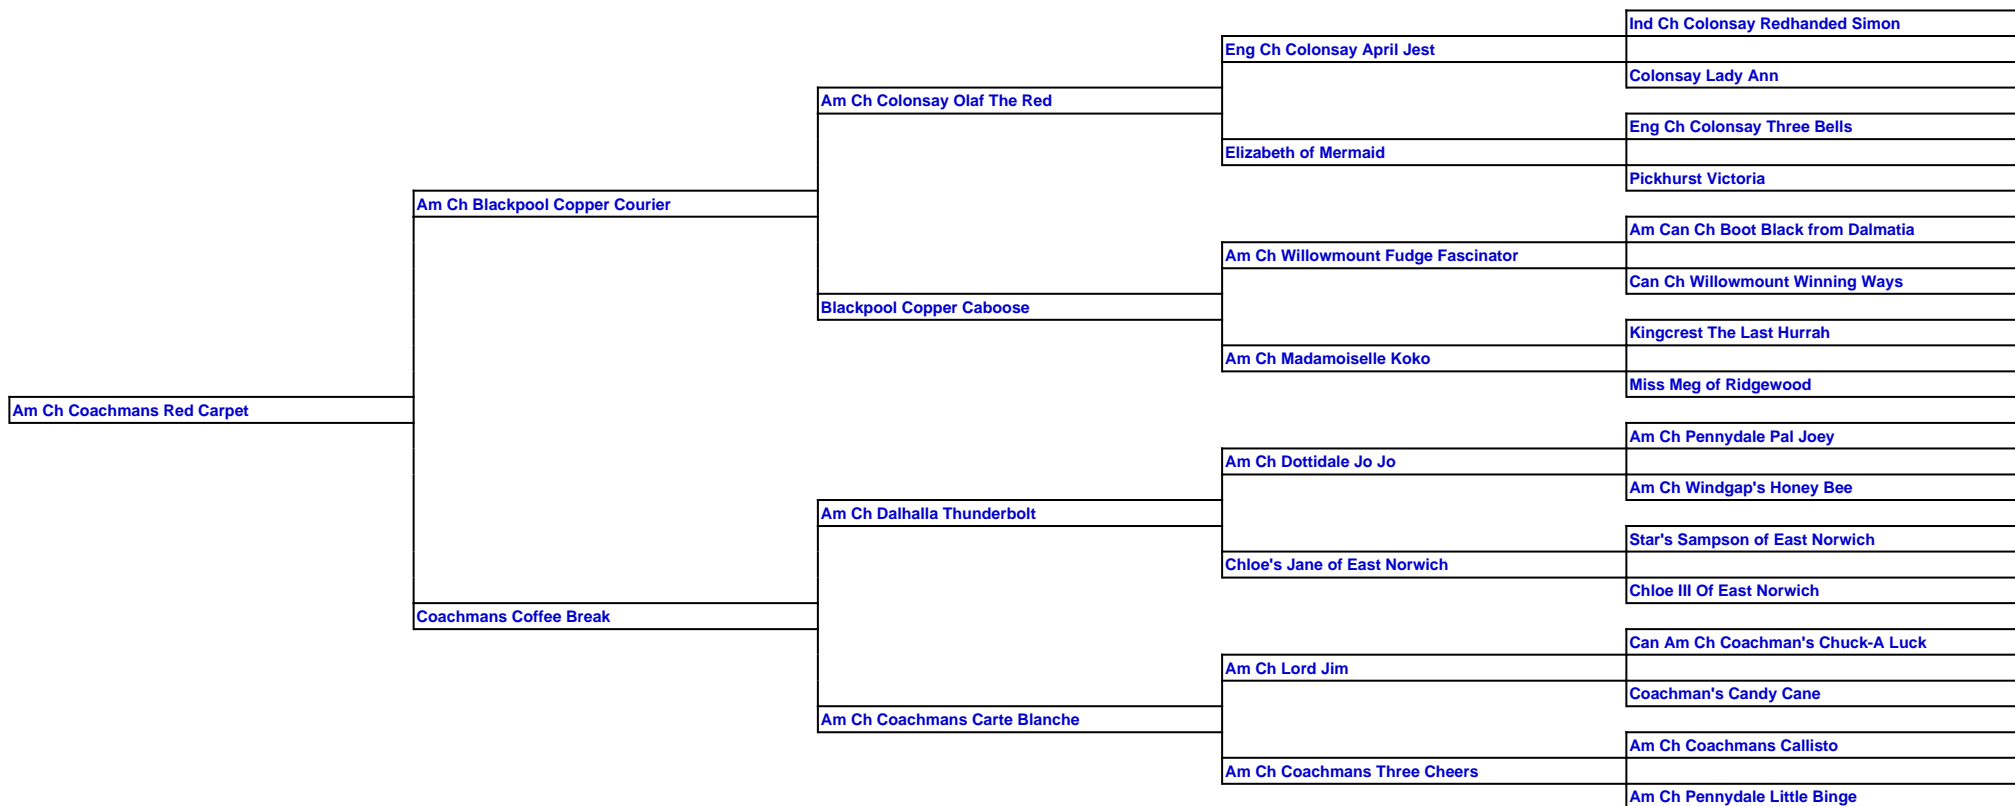 Ind Ch Colonsay Redhanded Simon
Eng Ch Colonsay April Jest
Colonsay Lady Ann
Am Ch Colonsay Olaf The Red
Eng Ch Colonsay Three Bells
Elizabeth of Mermaid
Pickhurst Victoria
Am Ch Blackpool Copper Courier
Am Can Ch Boot Black from Dalmatia
Am Ch Willowmount Fudge Fascinator
Can Ch Willowmount Winning Ways
Blackpool Copper Caboose
Kingcrest The Last Hurrah
Am Ch Madamoiselle Koko
Miss Meg of Ridgewood
Am Ch Coachmans Red Carpet
Am Ch Pennydale Pal Joey
Am Ch Dottidale Jo Jo
Am Ch Windgap's Honey Bee
Am Ch Dalhalla Thunderbolt
Star's Sampson of East Norwich
Chloe's Jane of East Norwich
Chloe III Of East Norwich
Coachmans Coffee Break
Can Am Ch Coachman's Chuck-A Luck
Am Ch Lord Jim
Coachman's Candy Cane
Am Ch Coachmans Carte Blanche
Am Ch Coachmans Callisto
Am Ch Coachmans Three Cheers
Am Ch Pennydale Little Binge